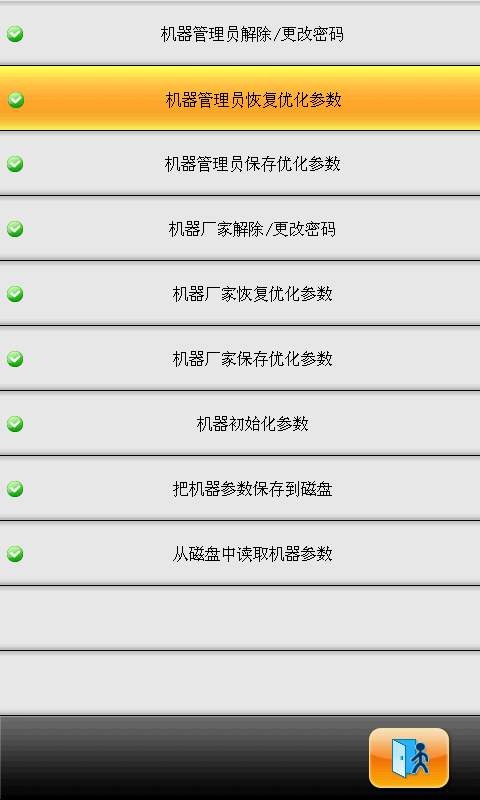 机器管理员解除/更改密码
机器管理员恢复优化参数
机器管理员保存优化参数
机器厂家解除/更改密码
机器厂家恢复优化参数
机器厂家保存优化参数
机器初始化参数
把机器参数保存到磁盘
从磁盘中读取机器参数